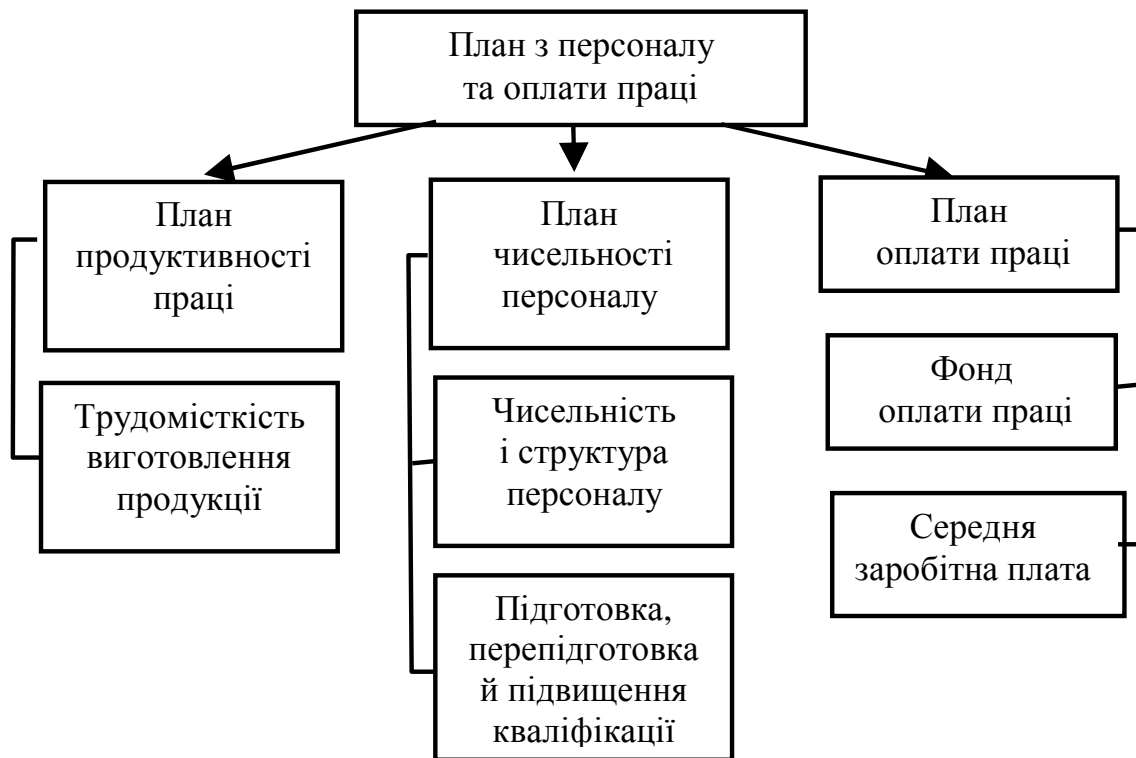 План з персоналу
та оплати праці
План
продуктивності
праці
Трудомісткість
виготовлення
продукції
План
чисельності
персоналу
Чисельність
і структура
персоналу
Підготовка,
перепідготовка
й підвищення
кваліфікації
План
оплати праці
Фонд
оплати праці
Середня
заробітна плата